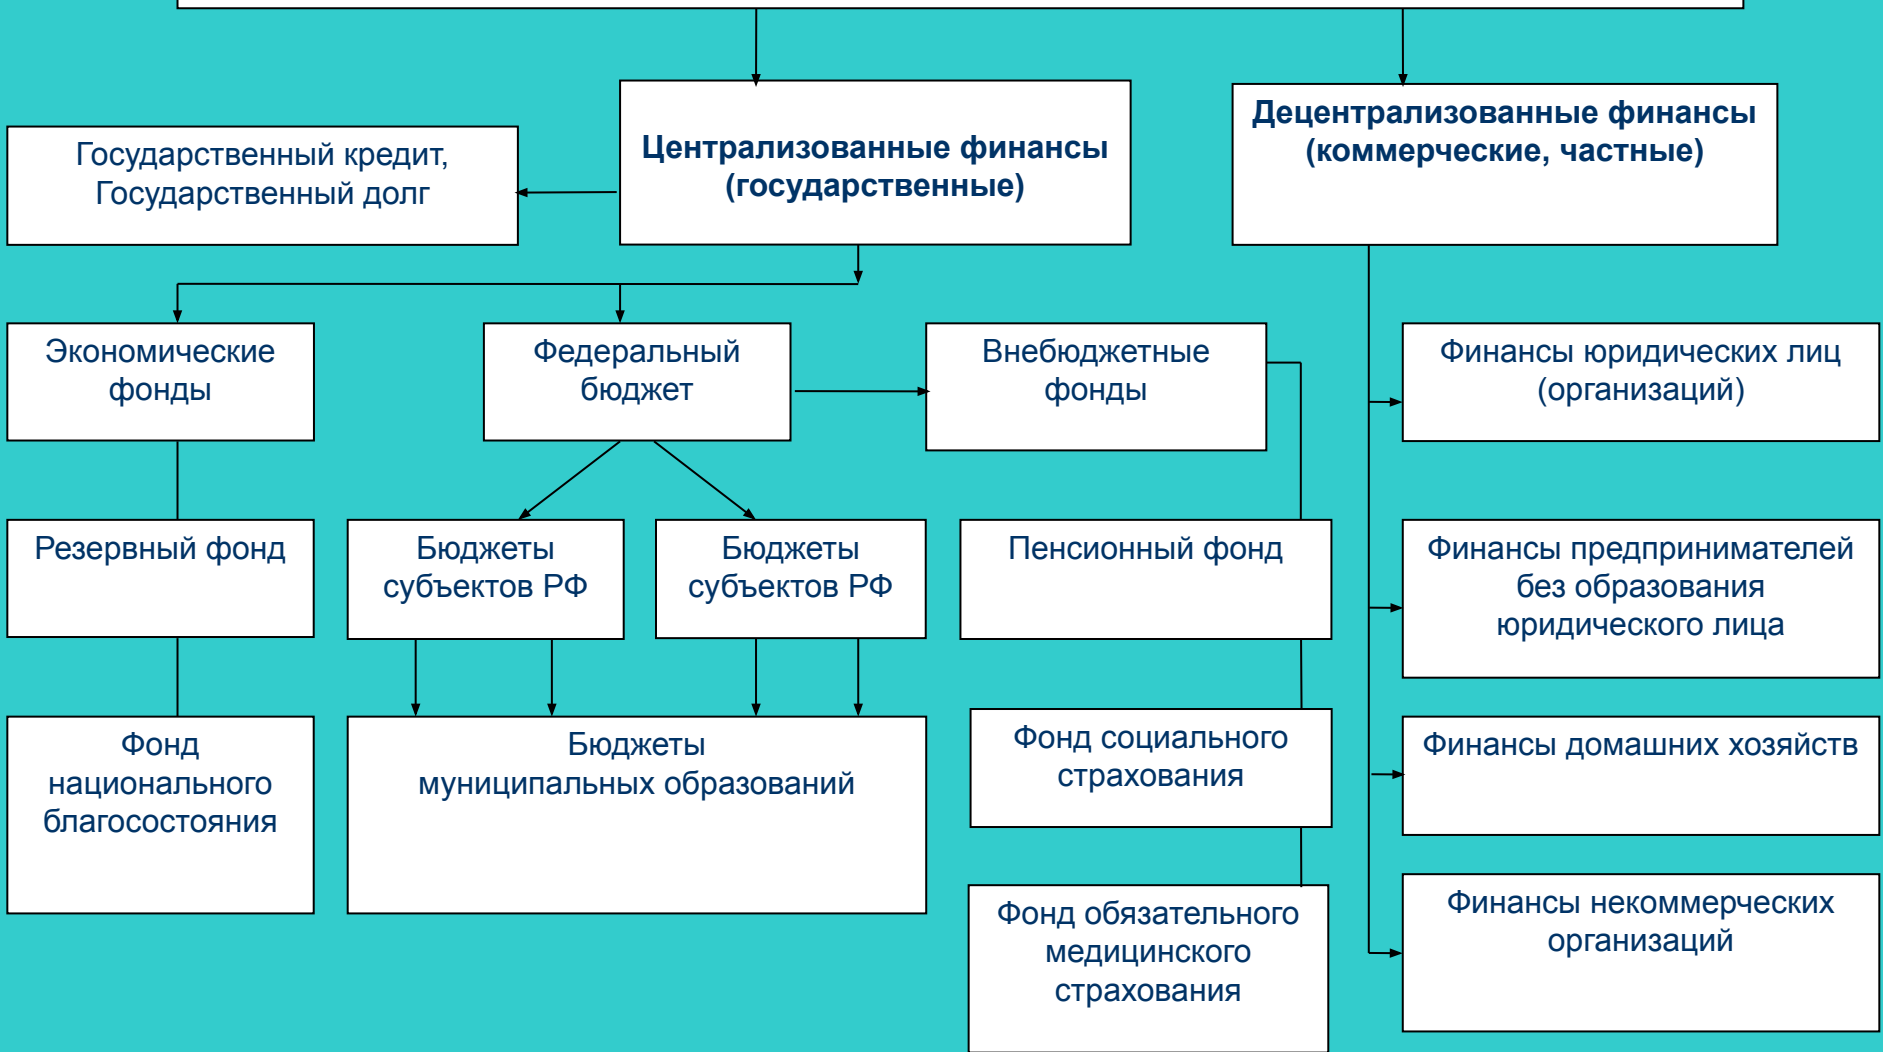 Государственный кредит,
Государственный долг
Централизованные финансы
(государственные)
Децентрализованные финансы
(коммерческие, частные)
Экономические
фонды
Федеральный
бюджет
Внебюджетные
фонды
Финансы юридических лиц
(организаций)
Резервный фонд
Бюджеты
субъектов РФ
Бюджеты
субъектов РФ
Пенсионный фонд
Финансы предпринимателей
без образования
юридического лица
Фонд
национального
благосостояния
Бюджеты
муниципальных образований
Фонд социального
страхования
Финансы домашних хозяйств
Фонд обязательного
медицинского
страхования
Финансы некоммерческих
организаций